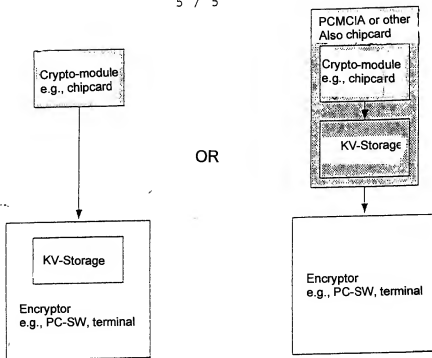 5 / 5
Crypto-module
e.g., chipcard
KV-Storage
Encryptor
e.g., PC-SW, terminal
OR
PCMCIA or other
Also chipcard
Crypto-module
e.g., chipcard
KV-Storage
Encryptor
e.g., PC-SW, terminal